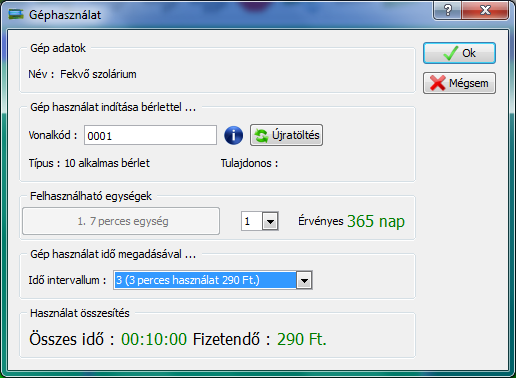 Géphasználat
Ok
Mégsem
Gép adatok
Név : Fekvő szolárium
Gép használat indítása bérlettel ...
Vonalkód : 0001 Újratöltés
Típus : 10 alkalmas bérlet Tulajdonos :
Felhasználható egységek
1. 7 perces egység 1 Érvényes 365 nap
Gép használat idő megadásával ...
Idő intervallum : 3 (3 perces használat 290 Ft.)
Használat összesítés
Összes idő : 00:10:00 Fizetendő : 290 Ft.